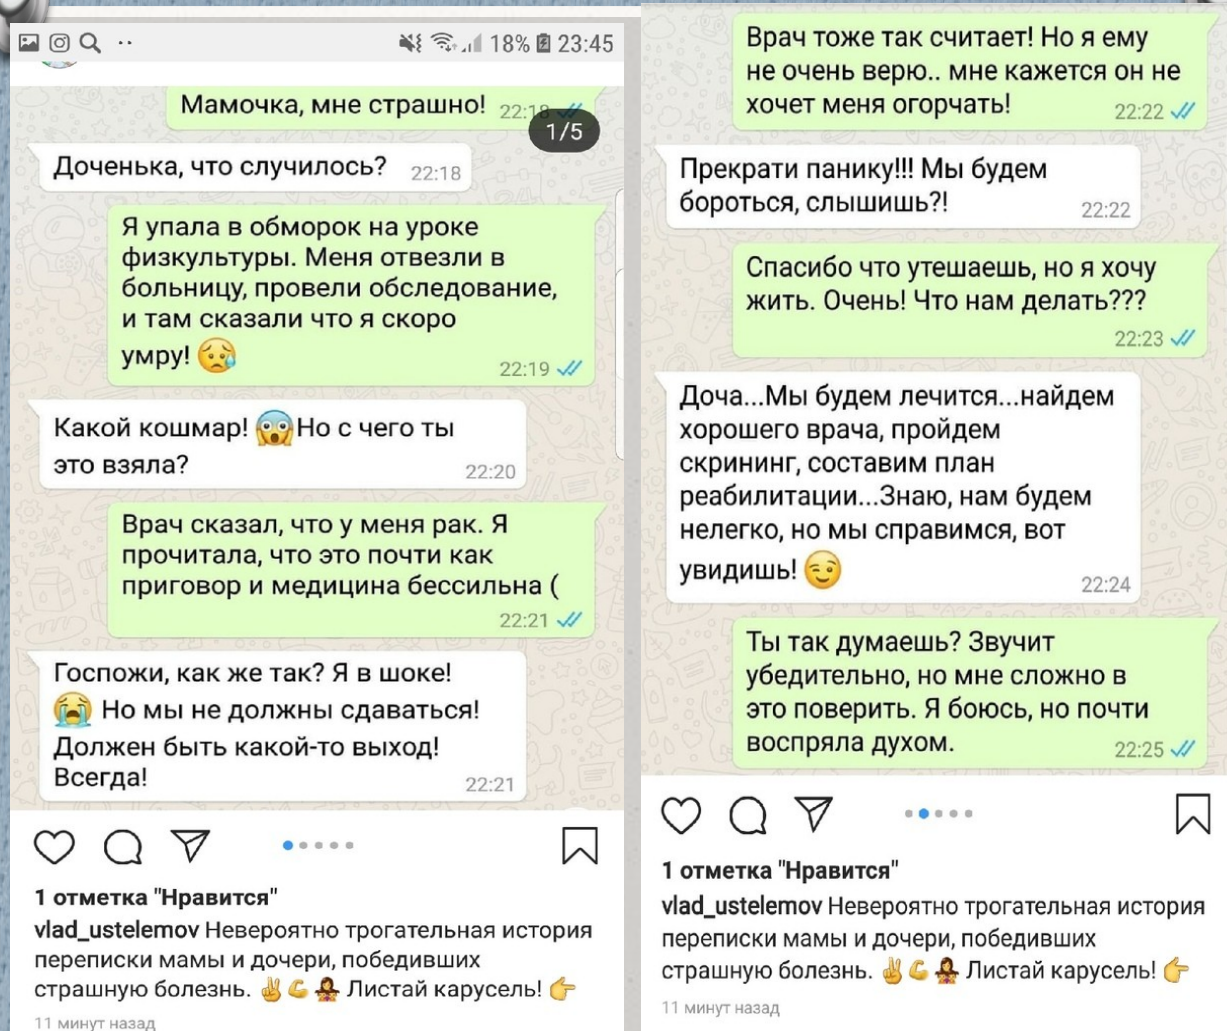 18% 23:45
Мамочка, мне страшно! 22:18
1/5
Доченька, что случилось? 22:18
Я упала в обморок на уроке
физкультуры. Меня отвезли в
больницу, провели обследование,
и там сказали что я скоро
умру! 😥 22:19
Какой кошмар! 😱Но с чего ты
это взяла? 22:20
Врач сказал, что у меня рак. Я
прочитала, что это почти как
приговор и медицина бессильна (
22:21
Госпожи, как же так? Я в шоке!
😭 Но мы не должны сдаваться!
Должен быть какой-то выход!
Всегда! 22:21
1 отметка "Нравится"
vlad_ustelemov Невероятно трогательная история
переписки мамы и дочери, победивших
страшную болезнь. ✌💪🙇‍♀️ Листай карусель! 👉
11 минут назад
Врач тоже так считает! Но я ему
не очень верю.. мне кажется он не
хочет меня огорчать! 22:22
Прекрати панику!!! Мы будем
бороться, слышишь?! 22:22
Спасибо что утешаешь, но я хочу
жить. Очень! Что нам делать???
22:23
Доча...Мы будем лечится...найдем
хорошего врача, пройдем
скрининг, составим план
реабилитации...Знаю, нам будем
нелегко, но мы справимся, вот
увидишь! 😉 22:24
Ты так думаешь? Звучит
убедительно, но мне сложно в
это поверить. Я боюсь, но почти
воспряла духом. 22:25
1 отметка "Нравится"
vlad_ustelemov Невероятно трогательная история
переписки мамы и дочери, победивших
страшную болезнь. ✌💪🙇‍♀️ Листай карусель! 👉
11 минут назад